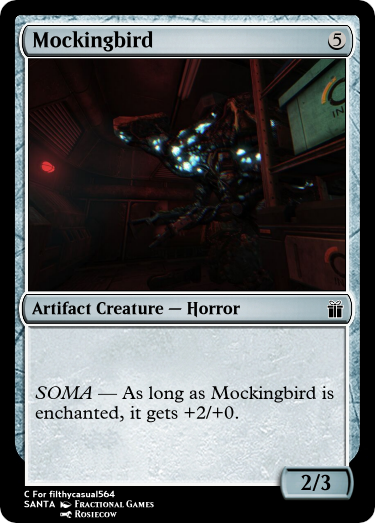 Mockingbird 5
IN
Artifact Creature — Horror
SOMA — As long as Mockingbird is
enchanted, it gets +2/+0.
2/3
C For filthycasual564
SANTA Fractional Games
Rosiecow